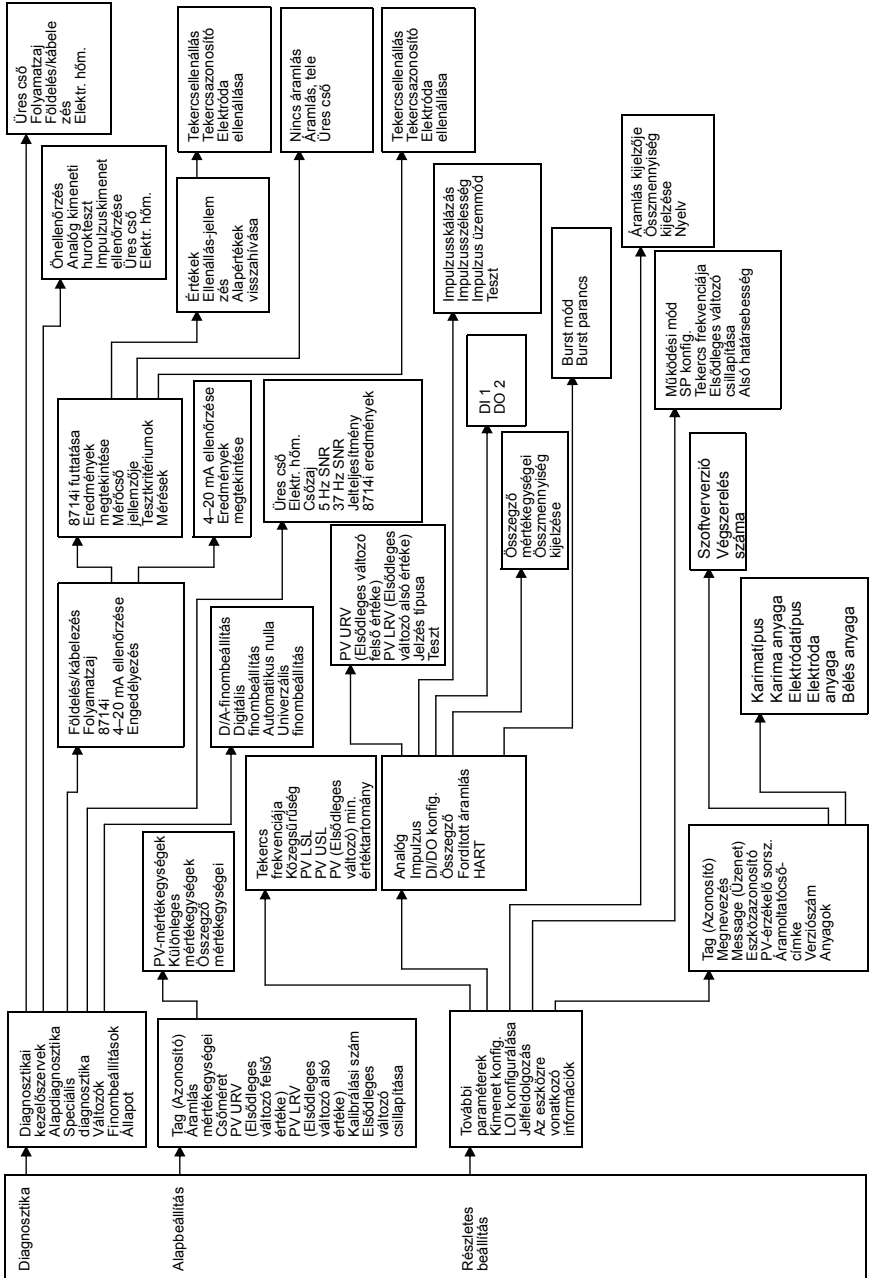 Diagnosztika
Alapbeállítás
Részletes
beállítás
Diagnosztikai
kezelőszervek
Alapdiagnosztika
Speciális
diagnosztika
Változók
Finombeállítások
Állapot
Tag (Azonosító)
Áramlás
mértékegységei
Csőméret
PV URV
(Elsődleges
változó felső
értéke)
PV LRV
(Elsődleges
változó alsó
értéke)
Kalibrálási szám
Elsődleges
változó
csillapítása
További
paraméterek
Kimenet konfig.
LOI konfigurálása
Jelfeldolgozás
Az eszközre
vonatkozó
információk
PV-mértékegységek
Különleges
mértékegységek
Összegző
mértékegységei
Földelés/kábelezés
Folyamatzaj
8714i
4–20 mA ellenőrzése
Engedélyezés
D/A-finombeállítás
Digitális
finombeállítás
Automatikus nulla
Univerzális
finombeállítás
Tekercs
frekvenciája
Közegsűrűség
PV LSL
PV USL
PV (Elsődleges
változó) min.
értéktartomány
Analóg
Impulzus
DI/DO konfig.
Összegző
Fordított áramlás
HART
Tag (Azonosító)
Megnevezés
Message (Üzenet)
Eszközazonosító
PV-érzékelő sorsz.
Áramoltatócső-
címke
Verziószám
Anyagok
8714i futtatása
Eredmények
megtekintése
Mérőcső
jellemzője
Tesztkritériumok
Mérések
4–20 mA ellenőrzése
Eredmények
megtekintése
Üres cső
Elektr. hőm.
Csőzaj
5 Hz SNR
37 Hz SNR
Jelteljesítmény
8714i eredmények
PV URV
(Elsődleges változó
felső értéke)
PV LRV (Elsődleges
változó alsó értéke)
Jelzés típusa
Teszt
Önellenőrzés
Analóg kimeneti
hurokteszt
Impulzuskimenet
ellenőrzése
Üres cső
Elektr. hőm.
Értékek
Ellenállás-jellem
zés
Alapértékek
visszahívása
Impulzusskálázás
Impulzusszélesség
Impulzus üzemmód
Teszt
DI 1
DO 2
Összegző
mértékegységei
Összmennyiség
kijelzése
Burst mód
Burst parancs
Szoftververzió
Végszerelés
száma
Karimatípus
Karima anyaga
Elektródatípus
Elektróda
anyaga
Bélés anyaga
Üres cső
Folyamatzaj
Földelés/kábele
zés
Elektr. hőm.
Tekercsellenállás
Tekercsazonosító
Elektróda
ellenállása
Nincs áramlás
Áramlás, tele
Üres cső
Tekercsellenállás
Tekercsazonosító
Elektróda
ellenállása
Áramlás kijelzője
Összmennyiség
kijelzése
Nyelv
Működési mód
SP konfig.
Tekercs frekvenciája
Elsődleges változó
csillapítása
Alsó határsebesség